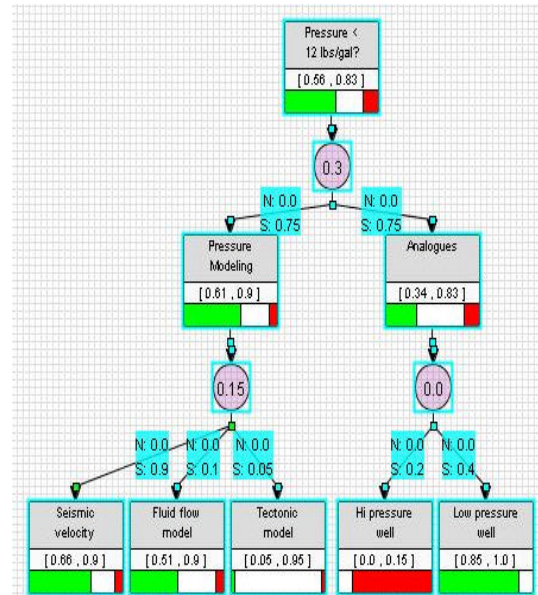 Pressure <
12 lbs/gal?
[ 0.56 , 0.83 ]
0.3
N: 0.0 N: 0.0
S: 0.75 S: 0.75
Pressure
Modeling
[ 0.61 , 0.9 ]
Analogues
[ 0.34 , 0.83 ]
0.15
0.0
N: 0.0 N: 0.0 N: 0.0
S: 0.9 S: 0.1 S: 0.05
N: 0.0 N: 0.0
S: 0.2 S: 0.4
Seismic
velocity
[ 0.66 , 0.9 ]
Fluid flow
model
[ 0.51 , 0.9 ]
Tectonic
model
[ 0.05 , 0.95 ]
Hi pressure
well
[ 0.0 , 0.15 ]
Low pressure
well
[ 0.85 , 1.0 ]